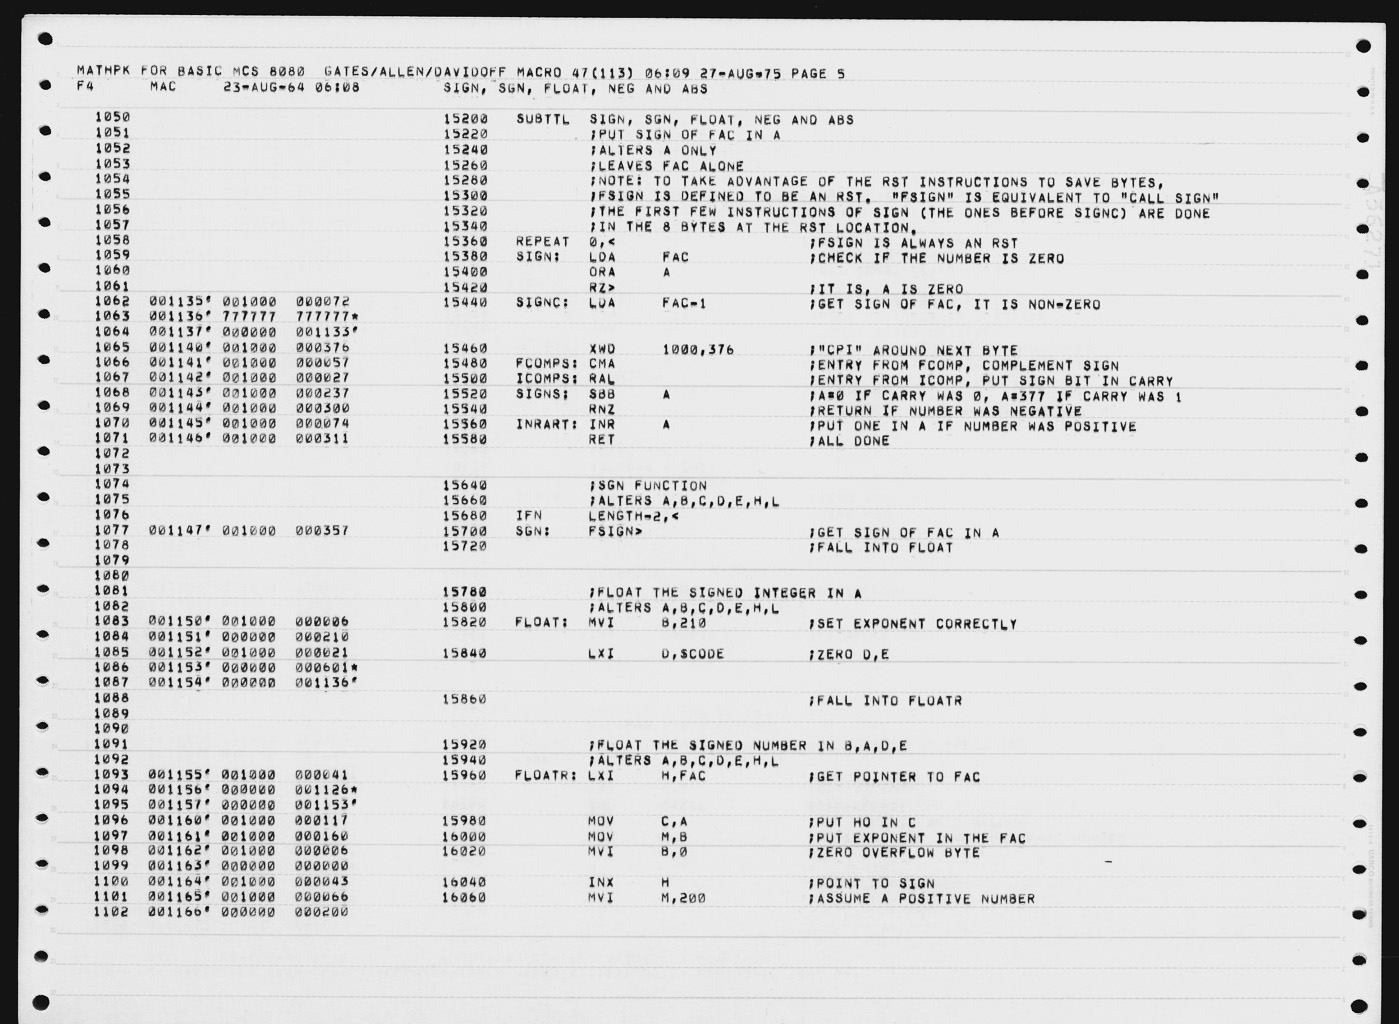 MATHPK FOR BASIC MCS 8080  GATES/ALLEN/DAVIDOFF MACRO 47(113) 06:09 27-AUG-75 PAGE 5
F4      MAC     23-AUG-64 06:08         SIGN, SGN, FLOAT, NEG AND ABS
1050 15200 SUBTTL SIGN, SGN, FLOAT, NEG AND ABS
1051 15220 ;PUT SIGN OF FAC IN A
1052 15240 ;ALTERS A ONLY
1053 15260 ;LEAVES FAC ALONE
1054 15280 ;NOTE: TO TAKE ADVANTAGE OF THE RST INSTRUCTIONS TO SAVE BYTES,
1055 15300 ;FSIGN IS DEFINED TO BE AN RST. "FSIGN" IS EQUIVALENT TO "CALL SIGN"
1056 15320 ;THE FIRST FEW INSTRUCTIONS OF SIGN (THE ONES BEFORE SIGNC) ARE DONE
1057 15340 ;IN THE 8 BYTES AT THE RST LOCATION.
1058 15360 REPEAT 0,< ;FSIGN IS ALWAYS AN RST
1059 15380 SIGN: LDA FAC ;CHECK IF THE NUMBER IS ZERO
1060 15400 ORA A
1061 15420 RZ> ;IT IS, A IS ZERO
1062 001135' 001000 000072 15440 SIGNC: LDA FAC-1 ;GET SIGN OF FAC, IT IS NON-ZERO
1063 001136' 777777 777777*
1064 001137' 000000 001133'
1065 001140' 001000 000376 15460 XWD 1000,376 ;"CPI" AROUND NEXT BYTE
1066 001141' 001000 000057 15480 FCOMPS: CMA ;ENTRY FROM FCOMP, COMPLEMENT SIGN
1067 001142' 001000 000027 15500 ICOMPS: RAL ;ENTRY FROM ICOMP, PUT SIGN BIT IN CARRY
1068 001143' 001000 000237 15520 SIGNS: SBB A ;A=0 IF CARRY WAS 0, A=377 IF CARRY WAS 1
1069 001144' 001000 000300 15540 RNZ ;RETURN IF NUMBER WAS NEGATIVE
1070 001145' 001000 000074 15560 INRART: INR A ;PUT ONE IN A IF NUMBER WAS POSITIVE
1071 001146' 001000 000311 15580 RET ;ALL DONE
1072
1073
1074 15640 ;SGN FUNCTION
1075 15660 ;ALTERS A,B,C,D,E,H,L
1076 15680 IFN LENGTH-2,<
1077 001147' 001000 000357 15700 SGN: FSIGN> ;GET SIGN OF FAC IN A
1078 15720 ;FALL INTO FLOAT
1079
1080
1081 15780 ;FLOAT THE SIGNED INTEGER IN A
1082 15800 ;ALTERS A,B,C,D,E,H,L
1083 001150' 001000 000006 15820 FLOAT: MVI B,210 ;SET EXPONENT CORRECTLY
1084 001151' 000000 000210
1085 001152' 001000 000021 15840 LXI D,$CODE ;ZERO D,E
1086 001153' 000000 000601*
1087 001154' 000000 001136'
1088 15860 ;FALL INTO FLOATR
1089
1090
1091 15920 ;FLOAT THE SIGNED NUMBER IN B,A,D,E
1092 15940 ;ALTERS A,B,C,D,E,H,L
1093 001155' 001000 000041 15960 FLOATR: LXI H,FAC ;GET POINTER TO FAC
1094 001156' 000000 001126*
1095 001157' 000000 001153'
1096 001160' 001000 000117 15980 MOV C,A ;PUT HO IN C
1097 001161' 001000 000160 16000 MOV M,B ;PUT EXPONENT IN THE FAC
1098 001162' 001000 000006 16020 MVI B,0 ;ZERO OVERFLOW BYTE
1099 001163' 000000 000000
1100 001164' 001000 000043 16040 INX H ;POINT TO SIGN
1101 001165' 001000 000066 16060 MVI M,200 ;ASSUME A POSITIVE NUMBER
1102 001166' 000000 000200